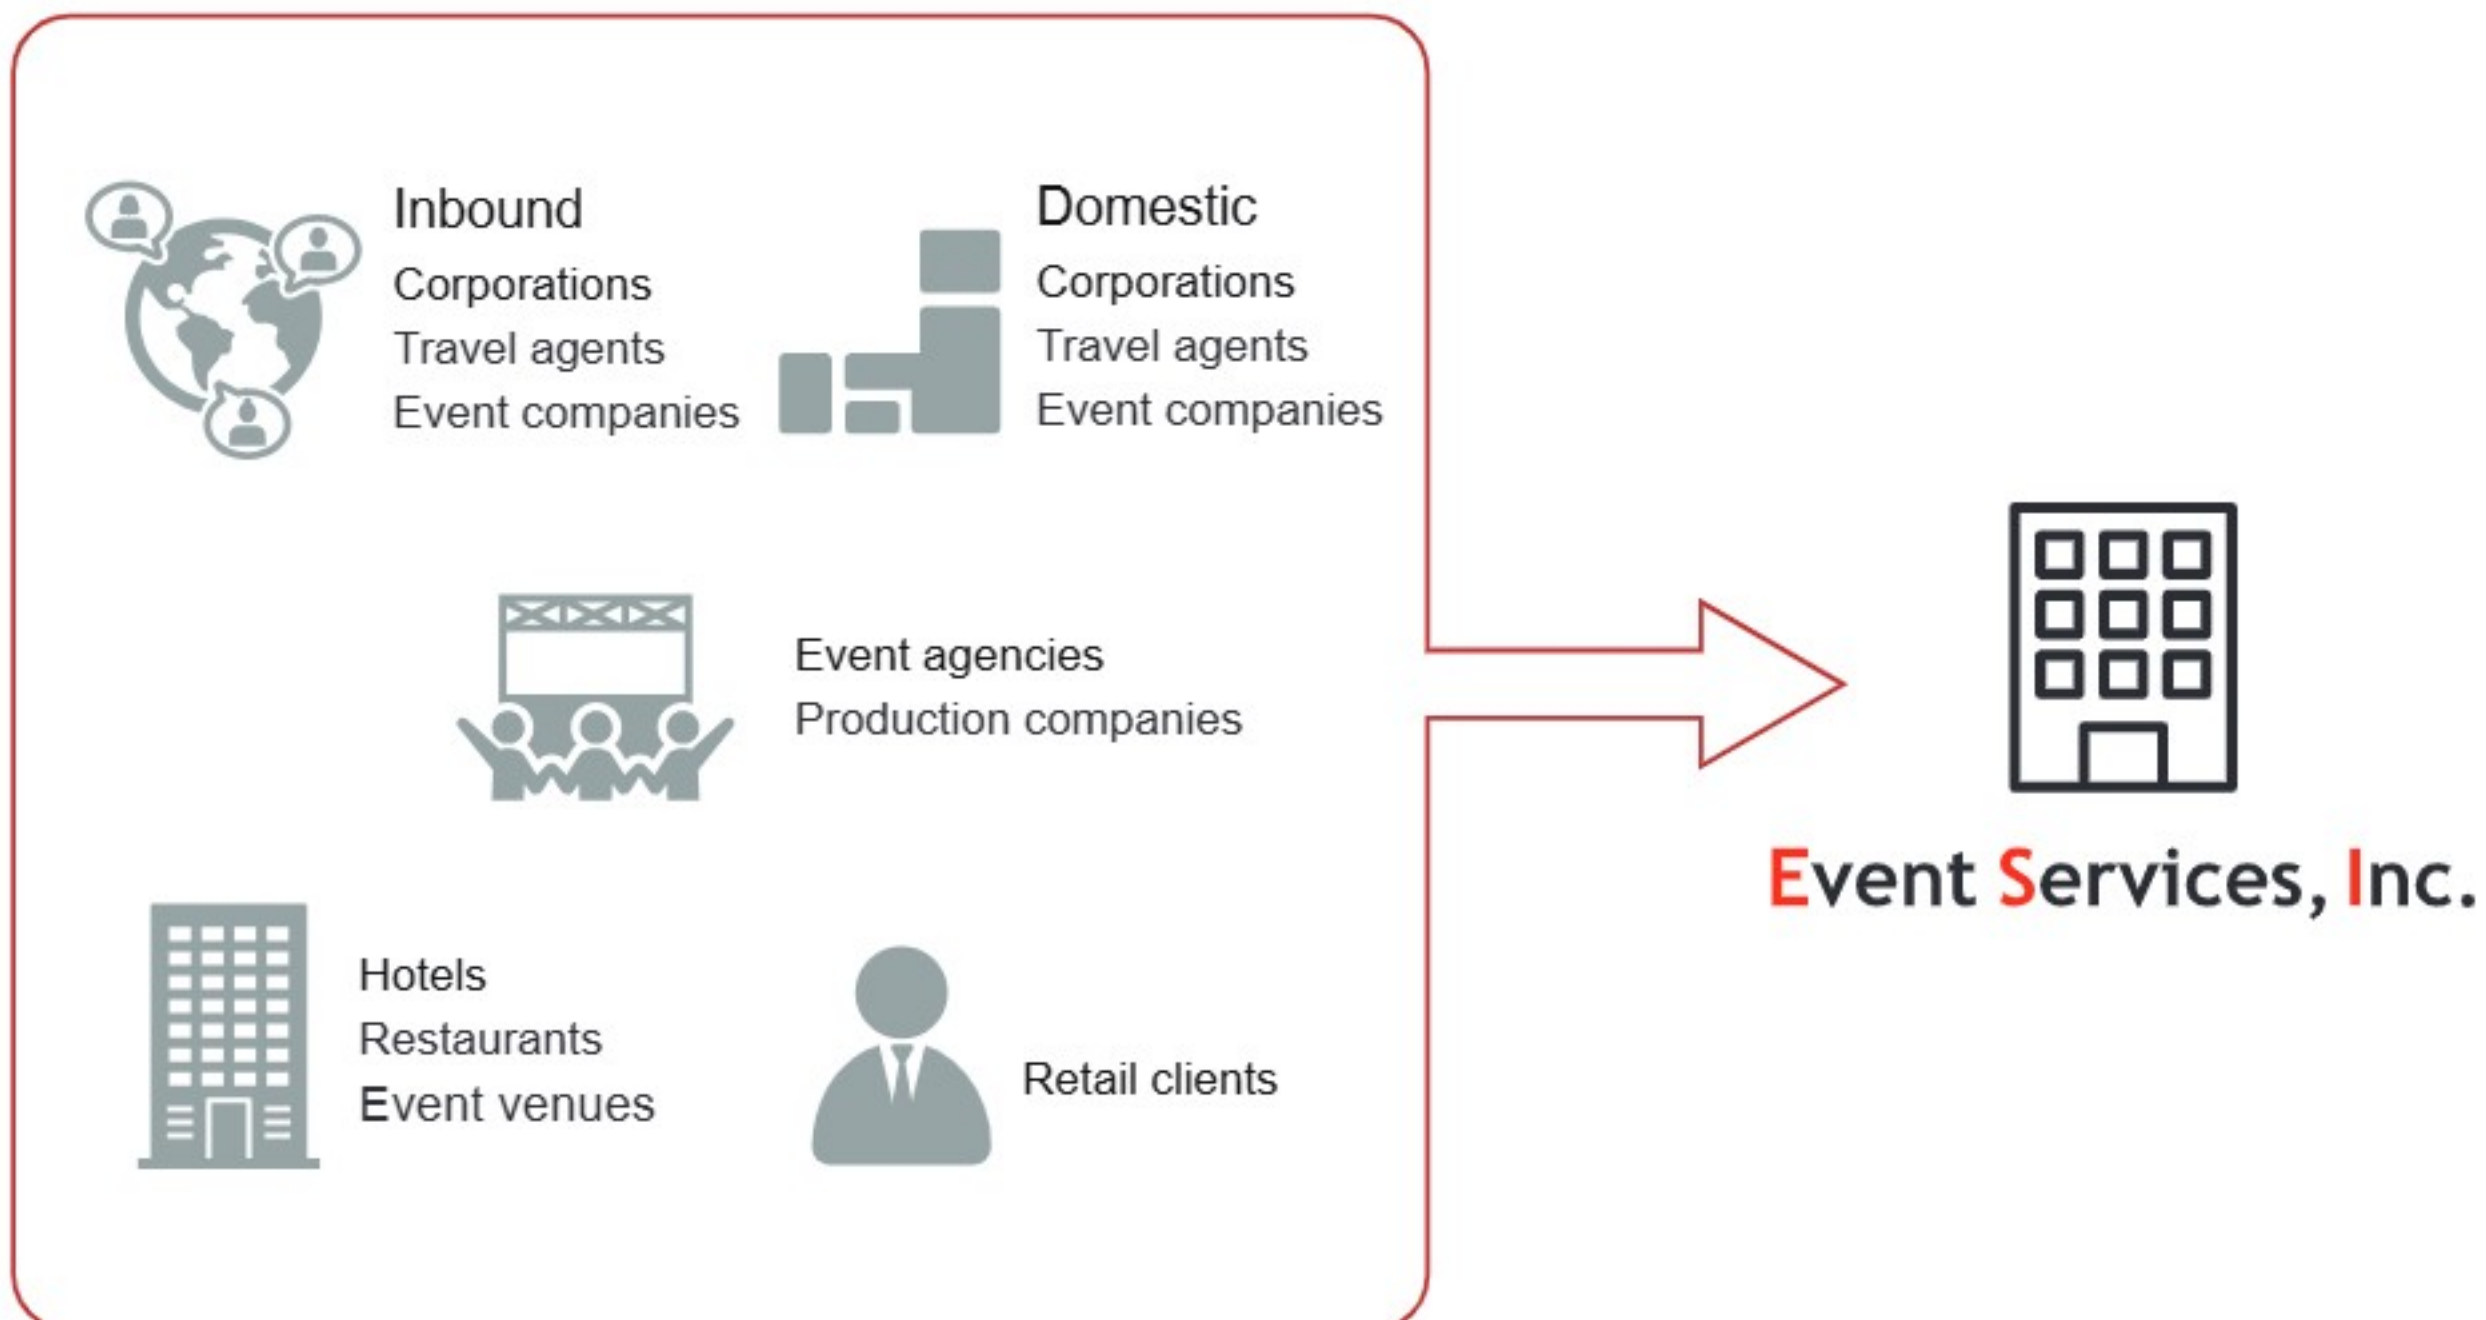 Inbound
Corporations
Travel agents
Event companies
Domestic
Corporations
Travel agents
Event companies
Event agencies
Production companies
Hotels
Restaurants
Event venues
Retail clients
Event Services, Inc.